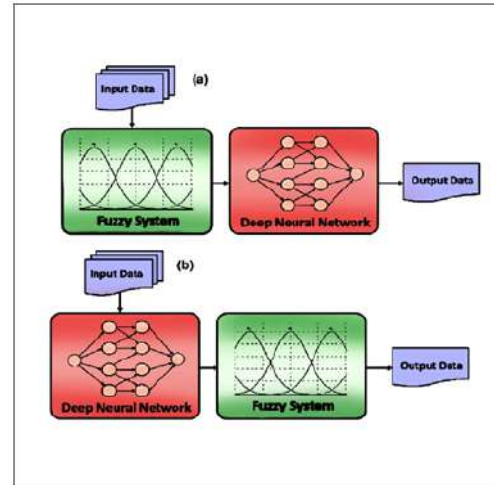 Input Data
(a)
Fuzzy System
Deep Neural Network
Output Data
Input Data
(b)
Deep Neural Network
Fuzzy System
Output Data